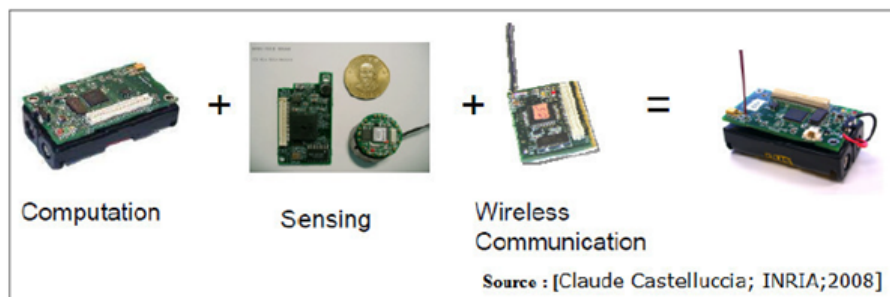 + + =
Computation
Sensing
Wireless
Communication
Source : [Claude Castelluccia; INRIA;2008]